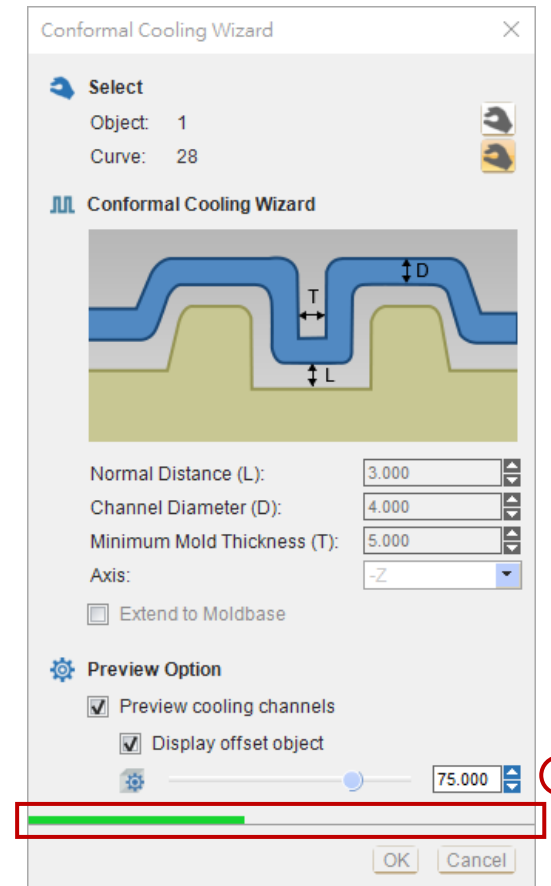 Conformal Cooling Wizard
Select
Object: 1
Curve: 28
Conformal Cooling Wizard
D
T
L
Normal Distance (L): 3.000
Channel Diameter (D): 4.000
Minimum Mold Thickness (T): 5.000
Axis: -Z
Extend to Moldbase
Preview Option
Preview cooling channels
Display offset object
75.000
OK Cancel